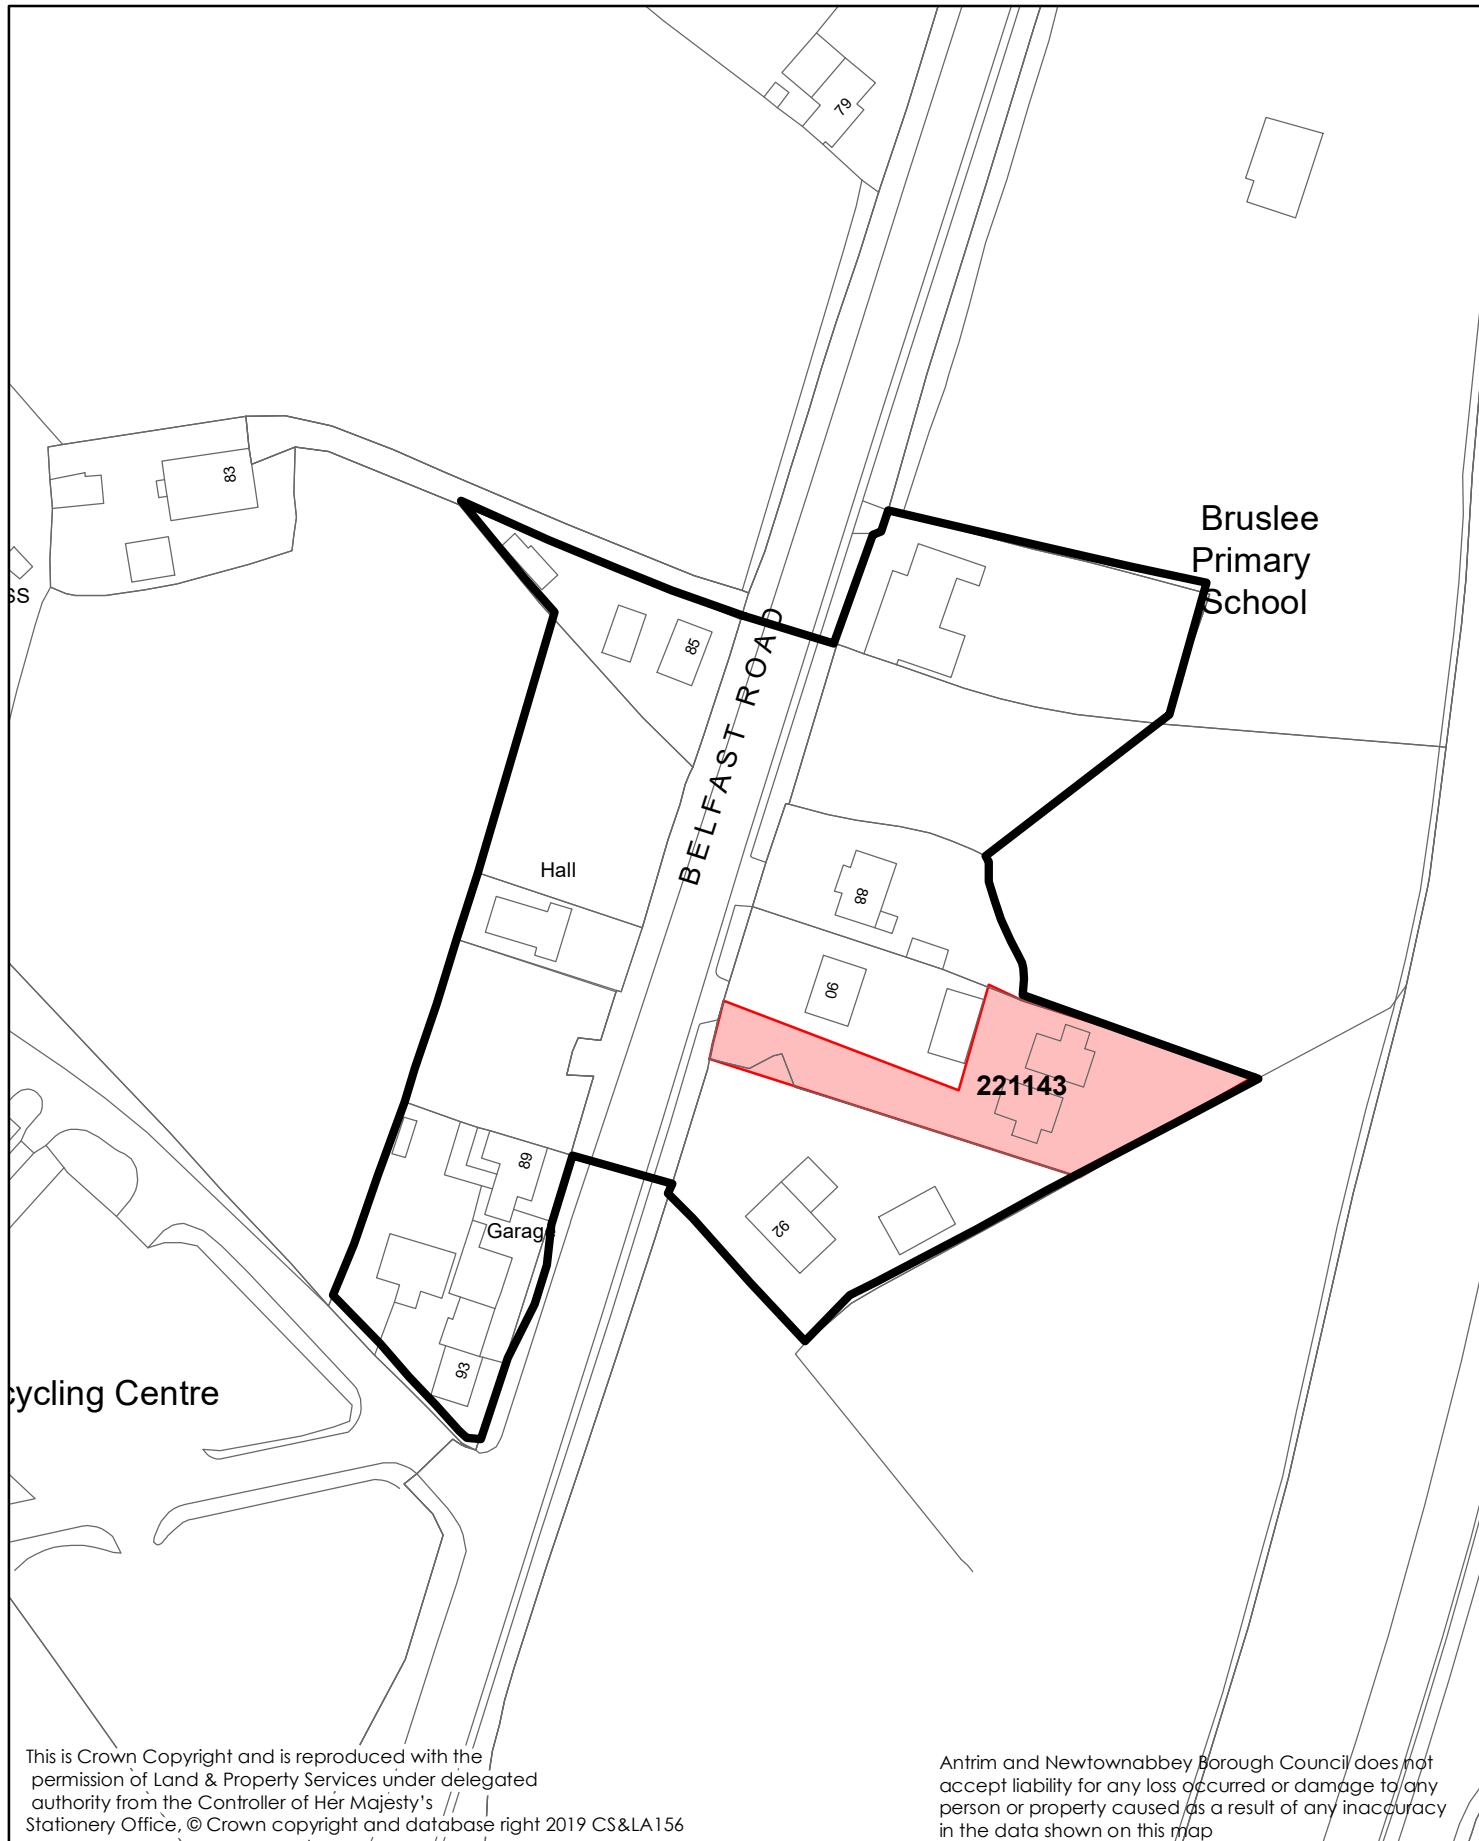 79
83
Bruslee
Primary
School
ss
85
BELFAST ROAD
Hall
88
90
221143
89
92
Garage
93
cycling Centre
This is Crown Copyright and is reproduced with the
permission of Land & Property Services under delegated
authority from the Controller of Her Majesty's
Stationery Office, © Crown copyright and database right 2019 CS&LA156
Antrim and Newtownabbey Borough Council does not
accept liability for any loss occurred or damage to any
person or property caused as a result of any inaccuracy
in the data shown on this map